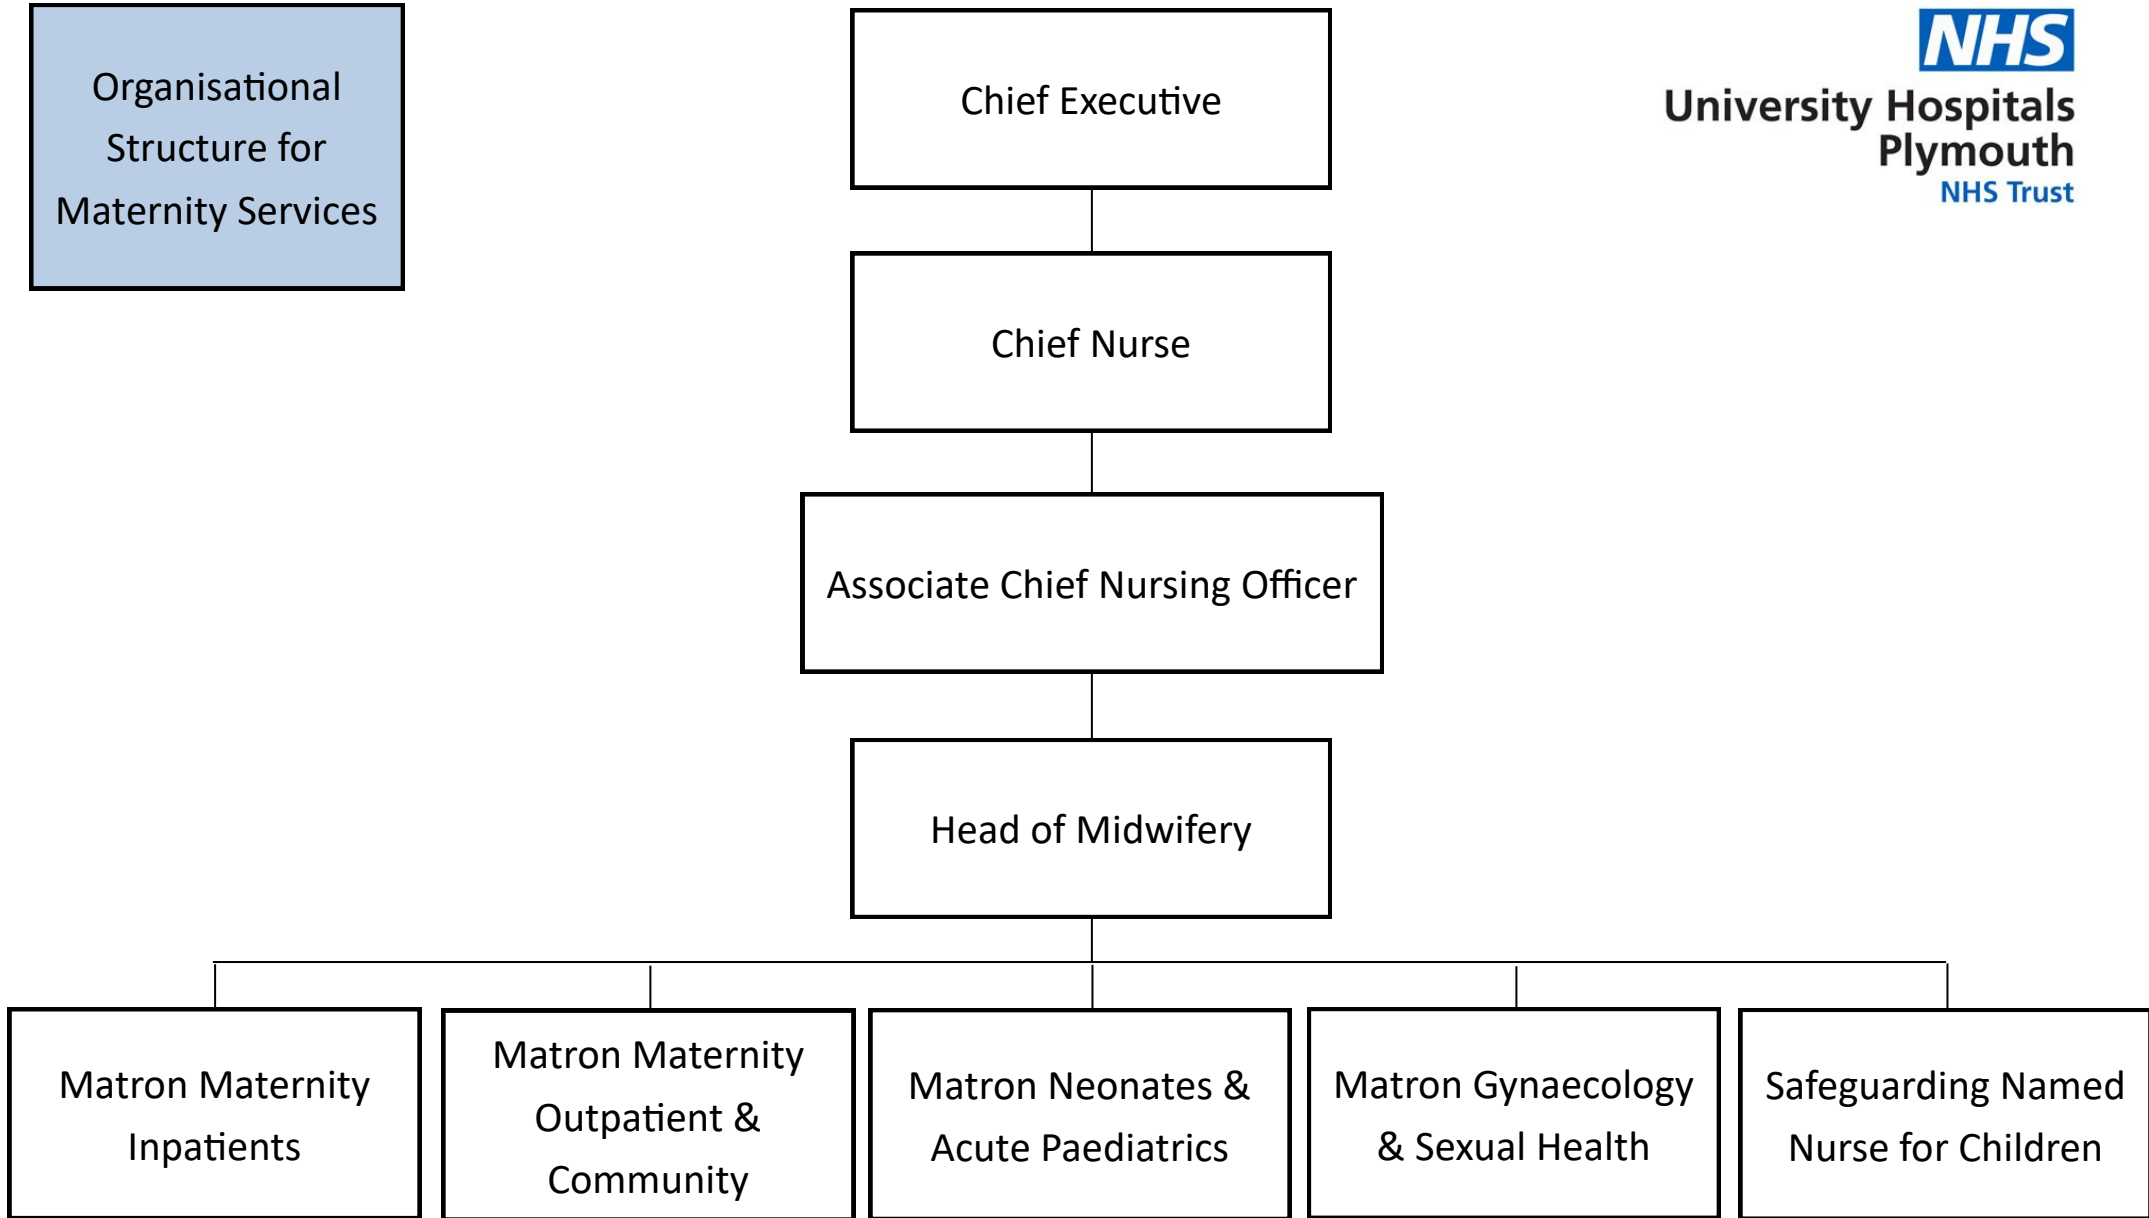 Organisational
Structure for
Maternity Services
Chief Executive
NHS
University Hospitals
Plymouth
NHS Trust
Chief Nurse
Associate Chief Nursing Officer
Head of Midwifery
Matron Maternity
Inpatients
Matron Maternity
Outpatient &
Community
Matron Neonates &
Acute Paediatrics
Matron Gynaecology
& Sexual Health
Safeguarding Named
Nurse for Children